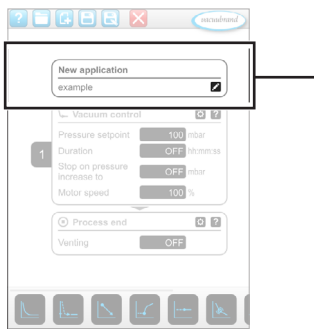 ?
vacuubrand
New application
example
Vacuum control ?
1
Pressure setpoint 100 mbar
Duration OFF hh:mm:ss
Stop on pressure
increase to OFF mbar
Motor speed 100 %
Process end ?
Venting OFF